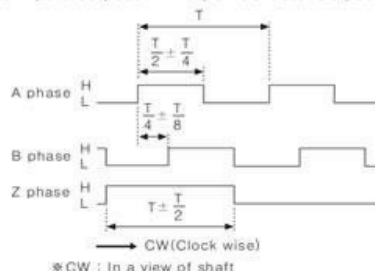 T
T/2 ± T/4
A phase H
L
T/4 ± T/8
B phase H
L
Z phase H
L
T± T/2
CW(Clock wise)
※CW : In a view of shaft